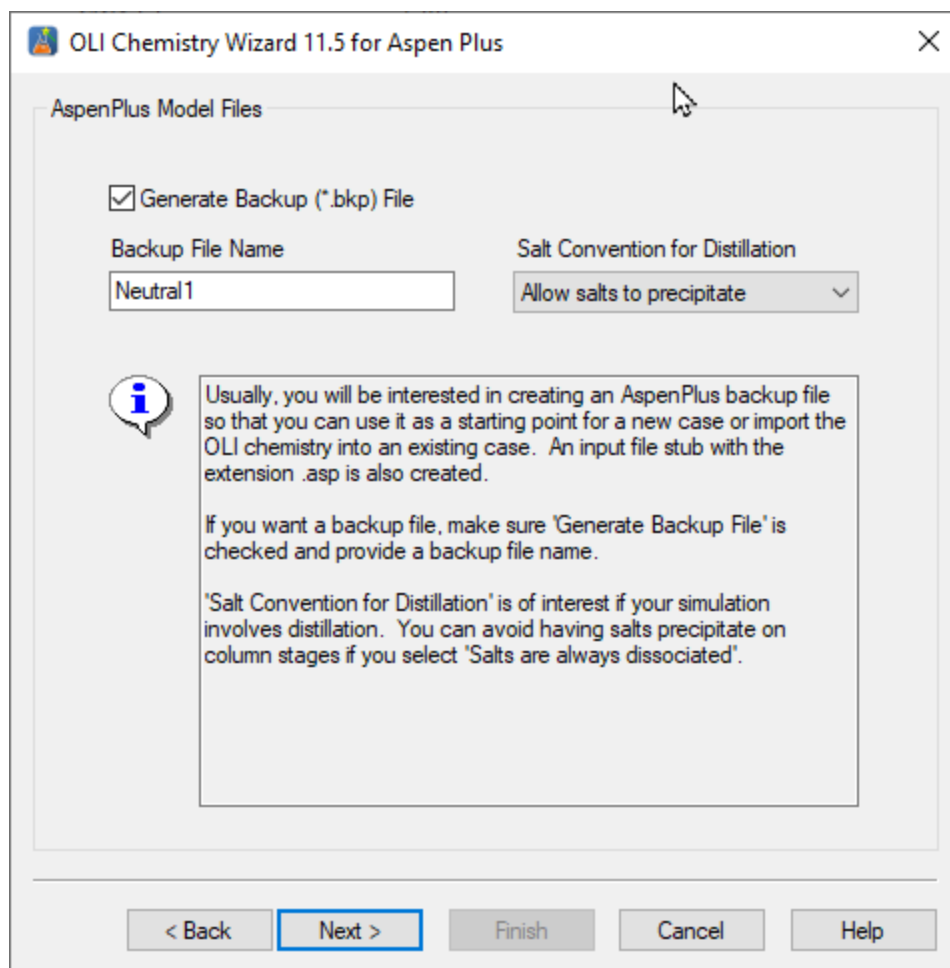 OLI Chemistry Wizard 11.5 for Aspen Plus
AspenPlus Model Files
Generate Backup (*.bkp) File
Backup File Name
Salt Convention for Distillation
Neutral1
Allow salts to precipitate
Usually, you will be interested in creating an AspenPlus backup file
so that you can use it as a starting point for a new case or import the
OLI chemistry into an existing case.  An input file stub with the
extension .asp is also created.
If you want a backup file, make sure 'Generate Backup File' is
checked and provide a backup file name.
'Salt Convention for Distillation' is of interest if your simulation
involves distillation.  You can avoid having salts precipitate on
column stages if you select 'Salts are always dissociated'.
< Back
Next >
Finish
Cancel
Help